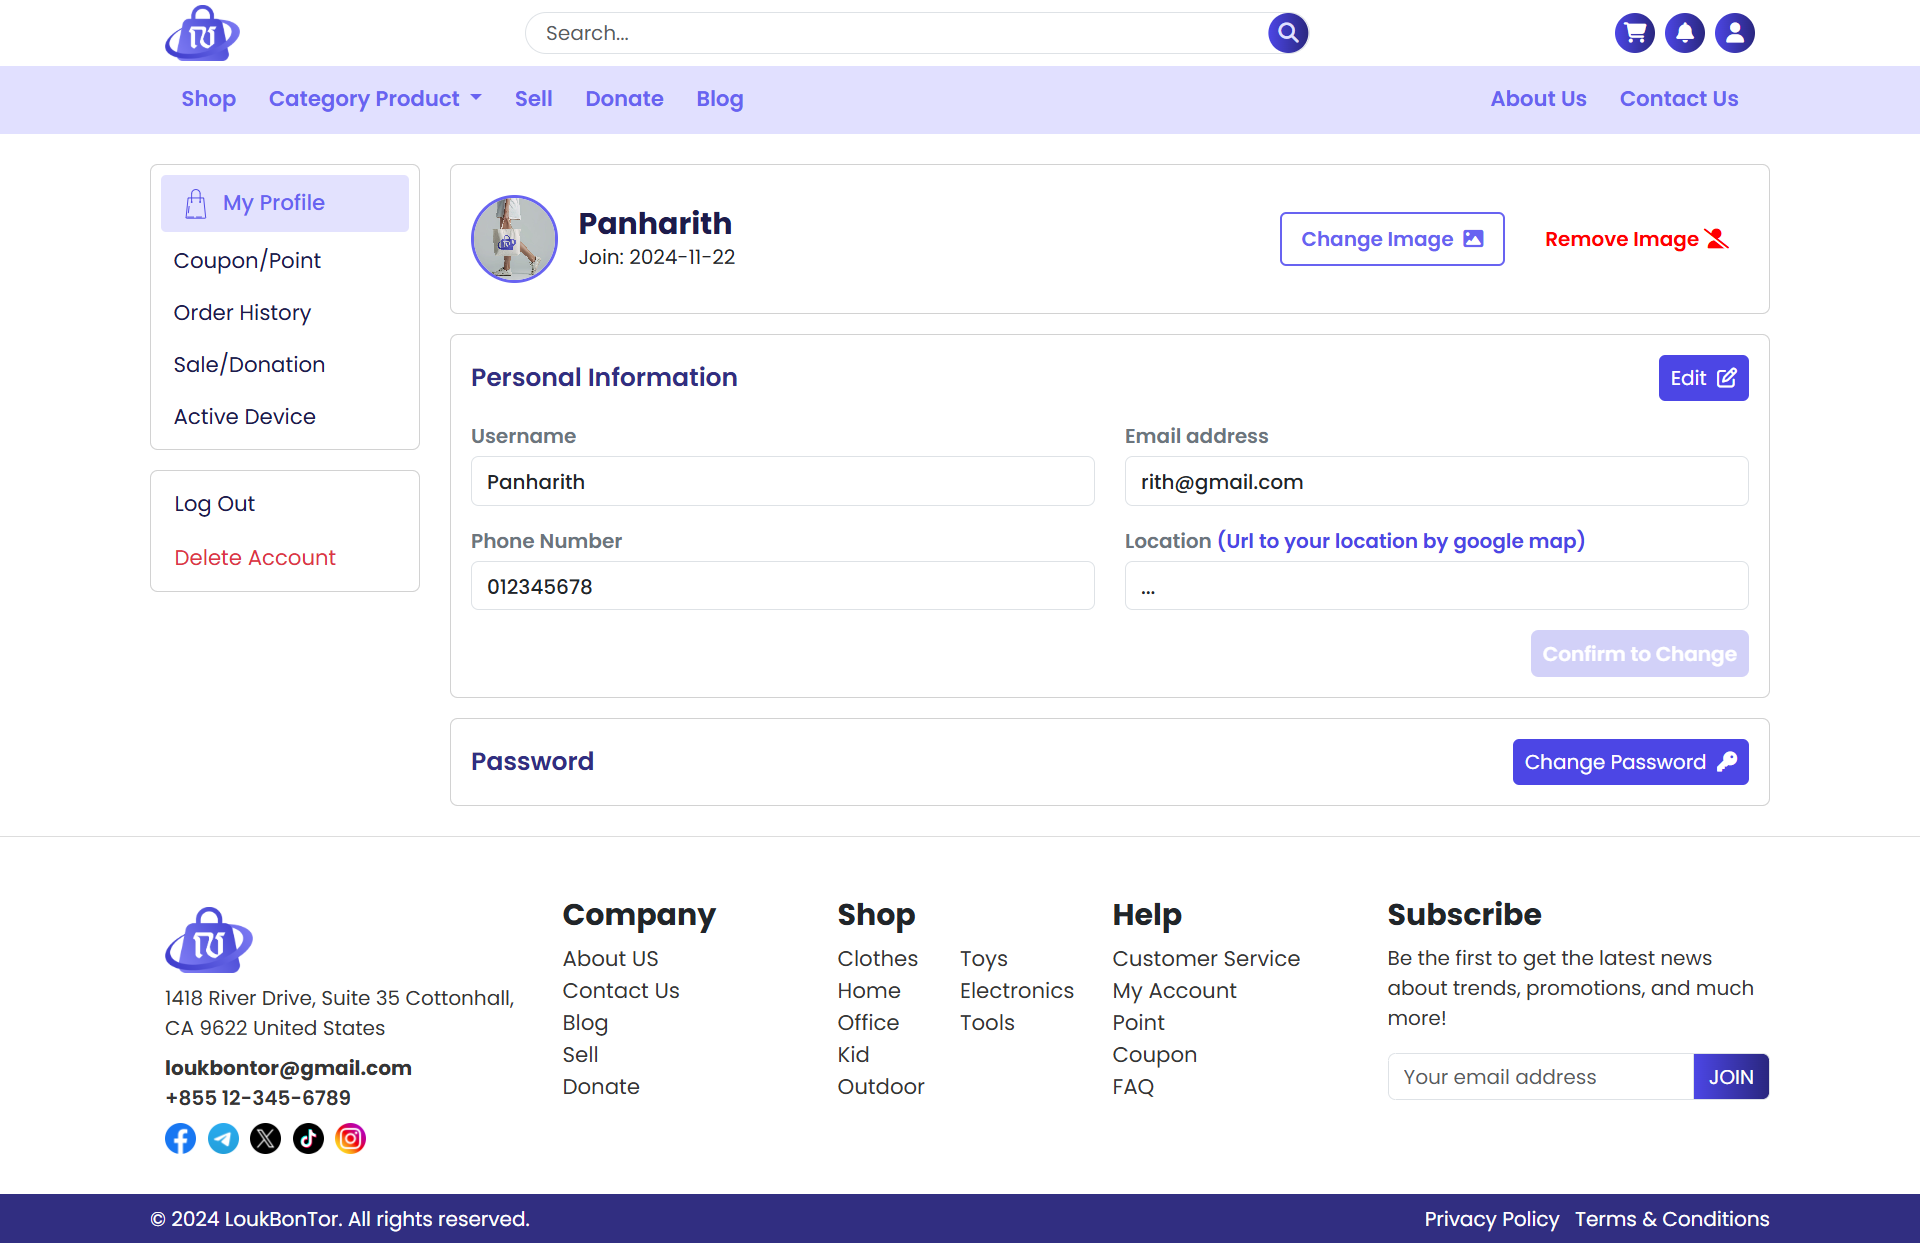 Search...
Shop
Category Product
Sell
Donate
Blog
About Us
Contact Us
My Profile
Coupon/Point
Order History
Sale/Donation
Active Device
Log Out
Delete Account
Panharith
Join: 2024-11-22
Change Image
Remove Image
Personal Information
Edit
Username
Panharith
Email address
rith@gmail.com
Phone Number
012345678
Location (Url to your location by google map)
...
Confirm to Change
Password
Change Password
1418 River Drive, Suite 35 Cottonhall,
CA 9622 United States
loukbontor@gmail.com
+855 12-345-6789
Company
About US
Contact Us
Blog
Sell
Donate
Shop
Clothes
Home
Office
Kid
Outdoor
Toys
Electronics
Tools
Help
Customer Service
My Account
Point
Coupon
FAQ
Subscribe
Be the first to get the latest news
about trends, promotions, and much
more!
Your email address
JOIN
© 2024 LoukBonTor. All rights reserved.
Privacy Policy
Terms & Conditions